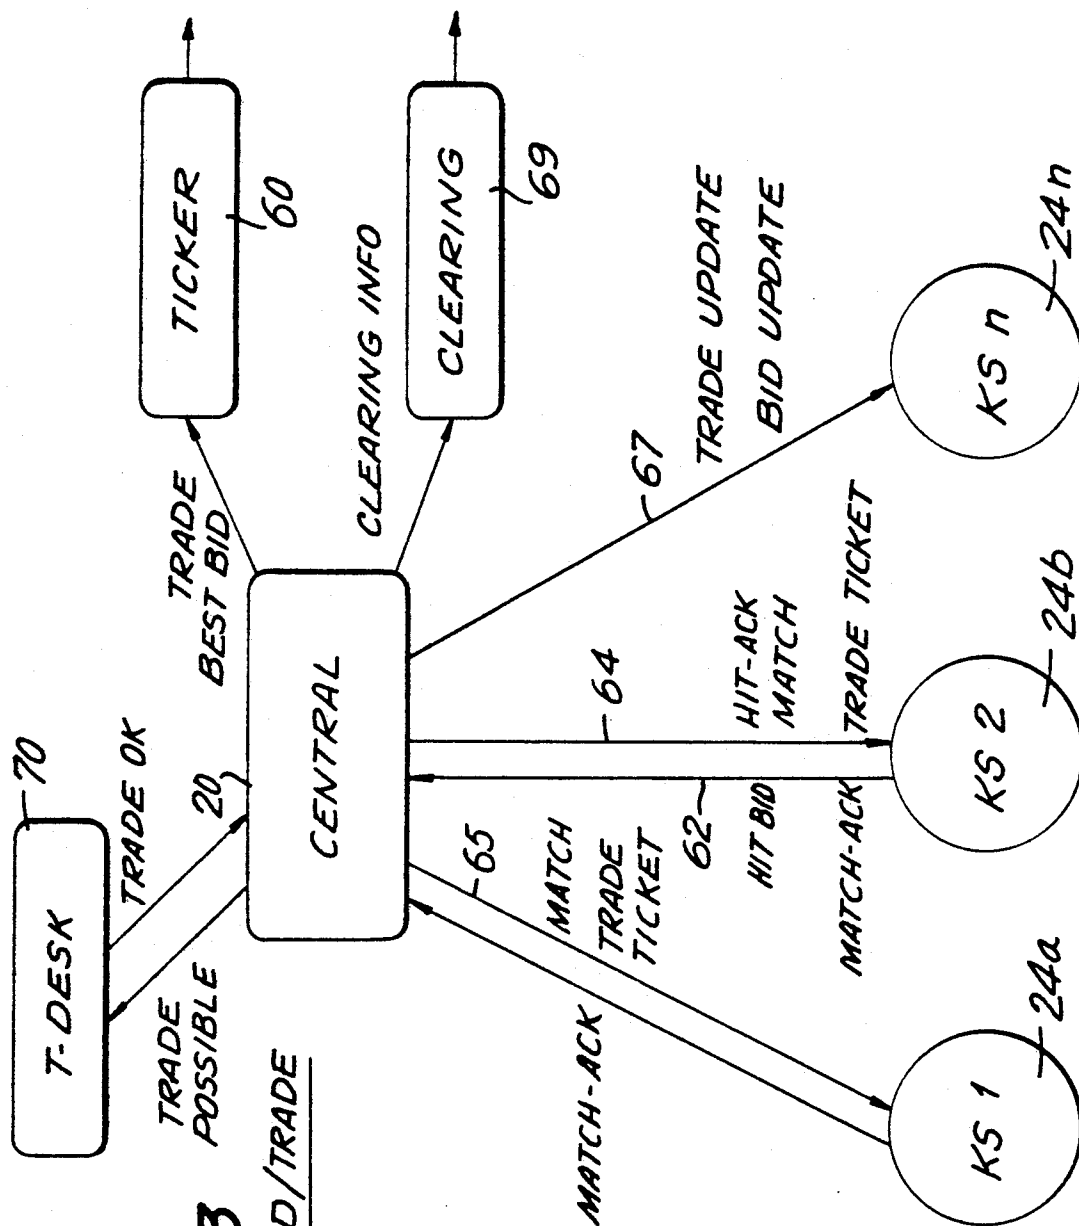 T-DESK
70
TRADE OK
TRADE
POSSIBLE
3
D/TRADE
20
CENTRAL
TRADE
BEST BID
TICKER
60
CLEARING INFO
CLEARING
69
65
MATCH
TRADE
TICKET
MATCH-ACK
62
HIT BID
MATCH-ACK
64
HIT-ACK
MATCH
TRADE TICKET
67
TRADE UPDATE
BID UPDATE
KS 1
24a
KS 2
24b
KS n
24n